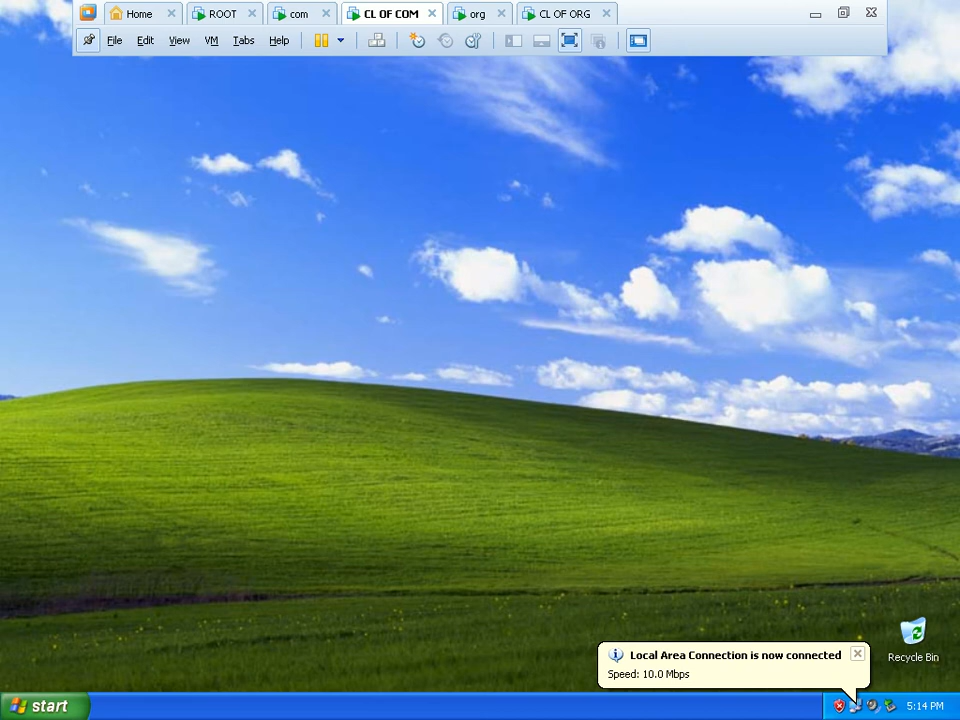 Home ROOT com CL OF COM org CL OF ORG
File Edit View VM Tabs Help
Recycle Bin
Local Area Connection is now connected
Speed: 10.0 Mbps
start 5:14 PM